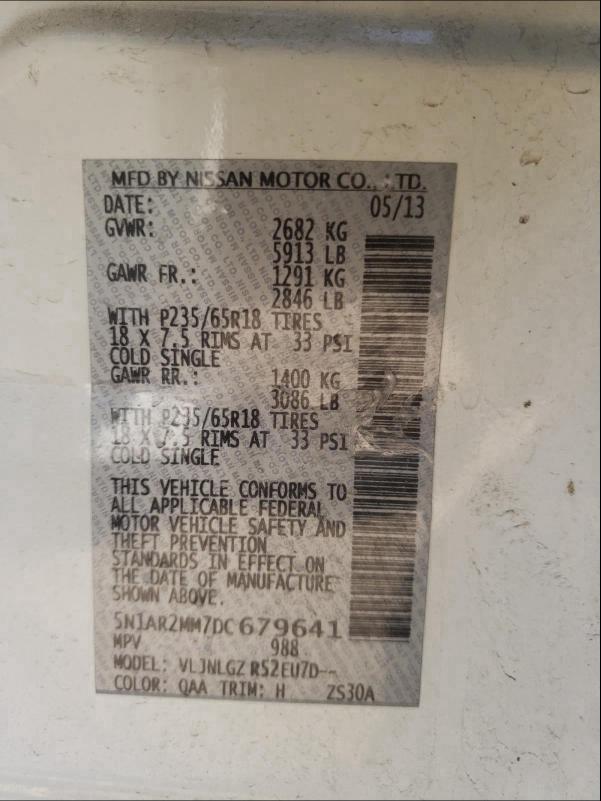 MFD BY NISSAN MOTOR CO., LTD.
DATE: 05/13
GVWR: 2682 KG
5913 LB
GAWR FR.: 1291 KG
2846 LB
WITH P235/65R18 TIRES
18 X 7.5 RIMS AT 33 PSI
COLD SINGLE
GAWR RR.: 1400 KG
3086 LB
WITH P235/65R18 TIRES
18 X 7.5 RIMS AT 33 PSI
COLD SINGLE
THIS VEHICLE CONFORMS TO
ALL APPLICABLE FEDERAL
MOTOR VEHICLE SAFETY AND
THEFT PREVENTION
STANDARDS IN EFFECT ON
THE DATE OF MANUFACTURE
SHOWN ABOVE.
5N1AR2MM7DC679641
MPV 988
MODEL: VLJNLGZ RS2EU7D--
COLOR: QAA TRIM: H ZS30A